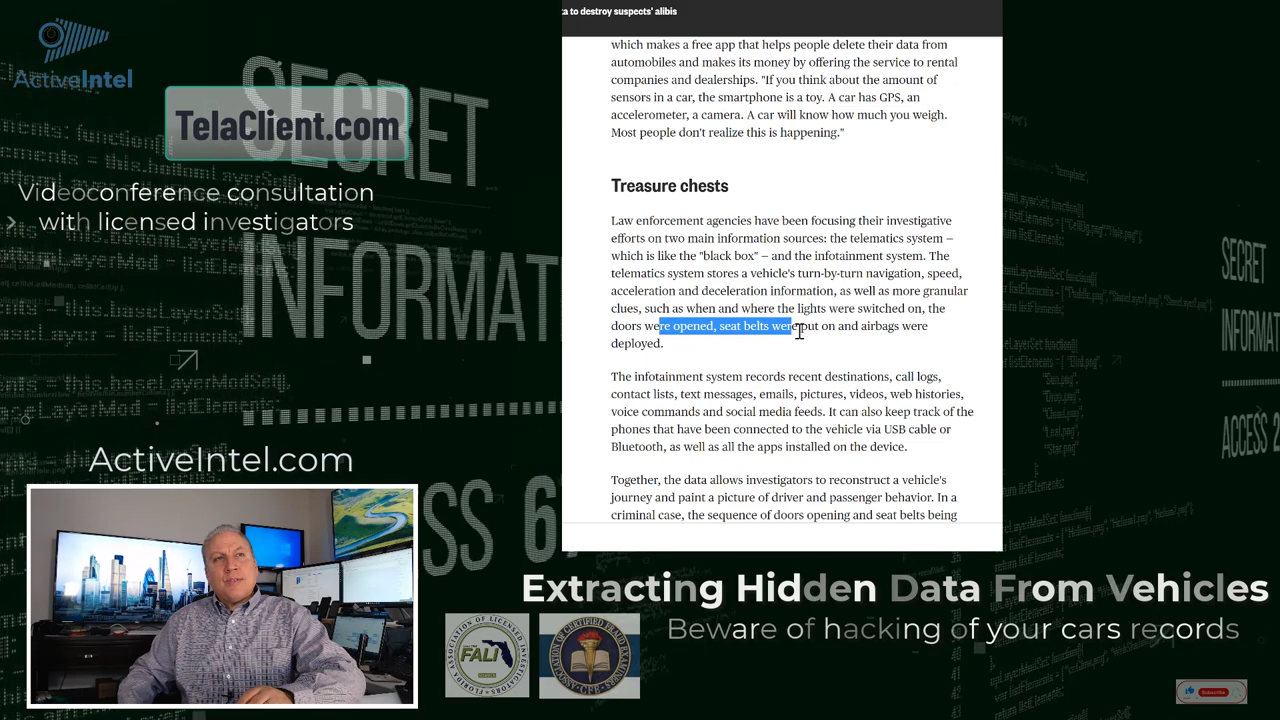 ActiveIntel
TelaClient.com
Videoconference consultation
with licensed investigators
SECRET
INFORMAT
ActiveIntel.com
ta to destroy suspects' alibis
which makes a free app that helps people delete their data from
automobiles and makes its money by offering the service to rental
companies and dealerships. "If you think about the amount of
sensors in a car, the smartphone is a toy. A car has GPS, an
accelerometer, a camera. A car will know how much you weigh.
Most people don't realize this is happening."
Treasure chests
Law enforcement agencies have been focusing their investigative
efforts on two main information sources: the telematics system —
which is like the "black box" — and the infotainment system. The
telematics system stores a vehicle's turn-by-turn navigation, speed,
acceleration and deceleration information, as well as more granular
clues, such as when and where the lights were switched on, the
doors were opened, seat belts were put on and airbags were
deployed.
The infotainment system records recent destinations, call logs,
contact lists, text messages, emails, pictures, videos, web histories,
voice commands and social media feeds. It can also keep track of the
phones that have been connected to the vehicle via USB cable or
Bluetooth, as well as all the apps installed on the device.
Together, the data allows investigators to reconstruct a vehicle's
journey and paint a picture of driver and passenger behavior. In a
criminal case, the sequence of doors opening and seat belts being
SECRET
INFORMAT
ACCESS 2
ESS 6
Extracting Hidden Data From Vehicles
Beware of hacking of your cars records
FALI
Subscribe